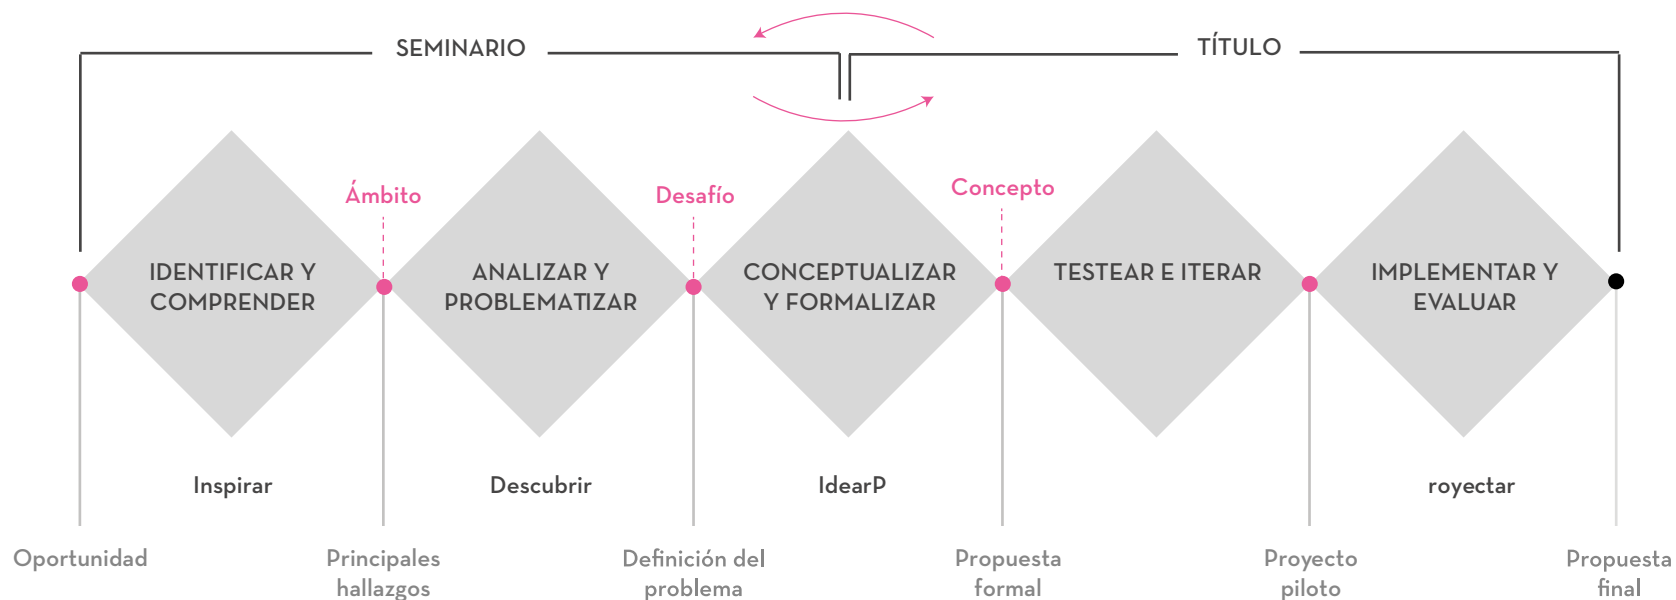 SEMINARIO
TÍTULO
Ámbito
Desafío
Concepto
IDENTIFICAR Y
COMPRENDER
ANALIZAR Y
PROBLEMATIZAR
CONCEPTUALIZAR
Y FORMALIZAR
TESTEAR E ITERAR
IMPLEMENTAR Y
EVALUAR
Inspirar
Descubrir
IdearP
royectar
Oportunidad
Principales
hallazgos
Definición del
problema
Propuesta
formal
Proyecto
piloto
Propuesta
final